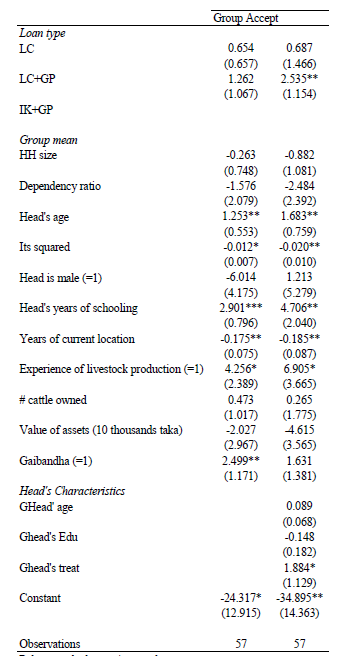 Group Accept
Loan type
LC 0.654 0.687
(0.657) (1.466)
LC+GP 1.262 2.535**
(1.067) (1.154)
IK+GP
Group mean
HH size -0.263 -0.882
(0.748) (1.081)
Dependency ratio -1.576 -2.484
(2.079) (2.392)
Head's age 1.253** 1.683**
(0.553) (0.759)
Its squared -0.012* -0.020**
(0.007) (0.010)
Head is male (=1) -6.014 1.213
(4.175) (5.279)
Head's years of schooling 2.901*** 4.706**
(0.796) (2.040)
Years of current location -0.175** -0.185**
(0.075) (0.087)
Experience of livestock production (=1) 4.256* 6.905*
(2.389) (3.665)
# cattle owned 0.473 0.265
(1.017) (1.775)
Value of assets (10 thousands taka) -2.027 -4.615
(2.967) (3.565)
Gaibandha (=1) 2.499** 1.631
(1.171) (1.381)
Head's Characteristics
GHead' age 0.089
(0.068)
Ghead's Edu -0.148
(0.182)
Ghead's treat 1.884*
(1.129)
Constant -24.317* -34.895**
(12.915) (14.363)
Observations 57 57